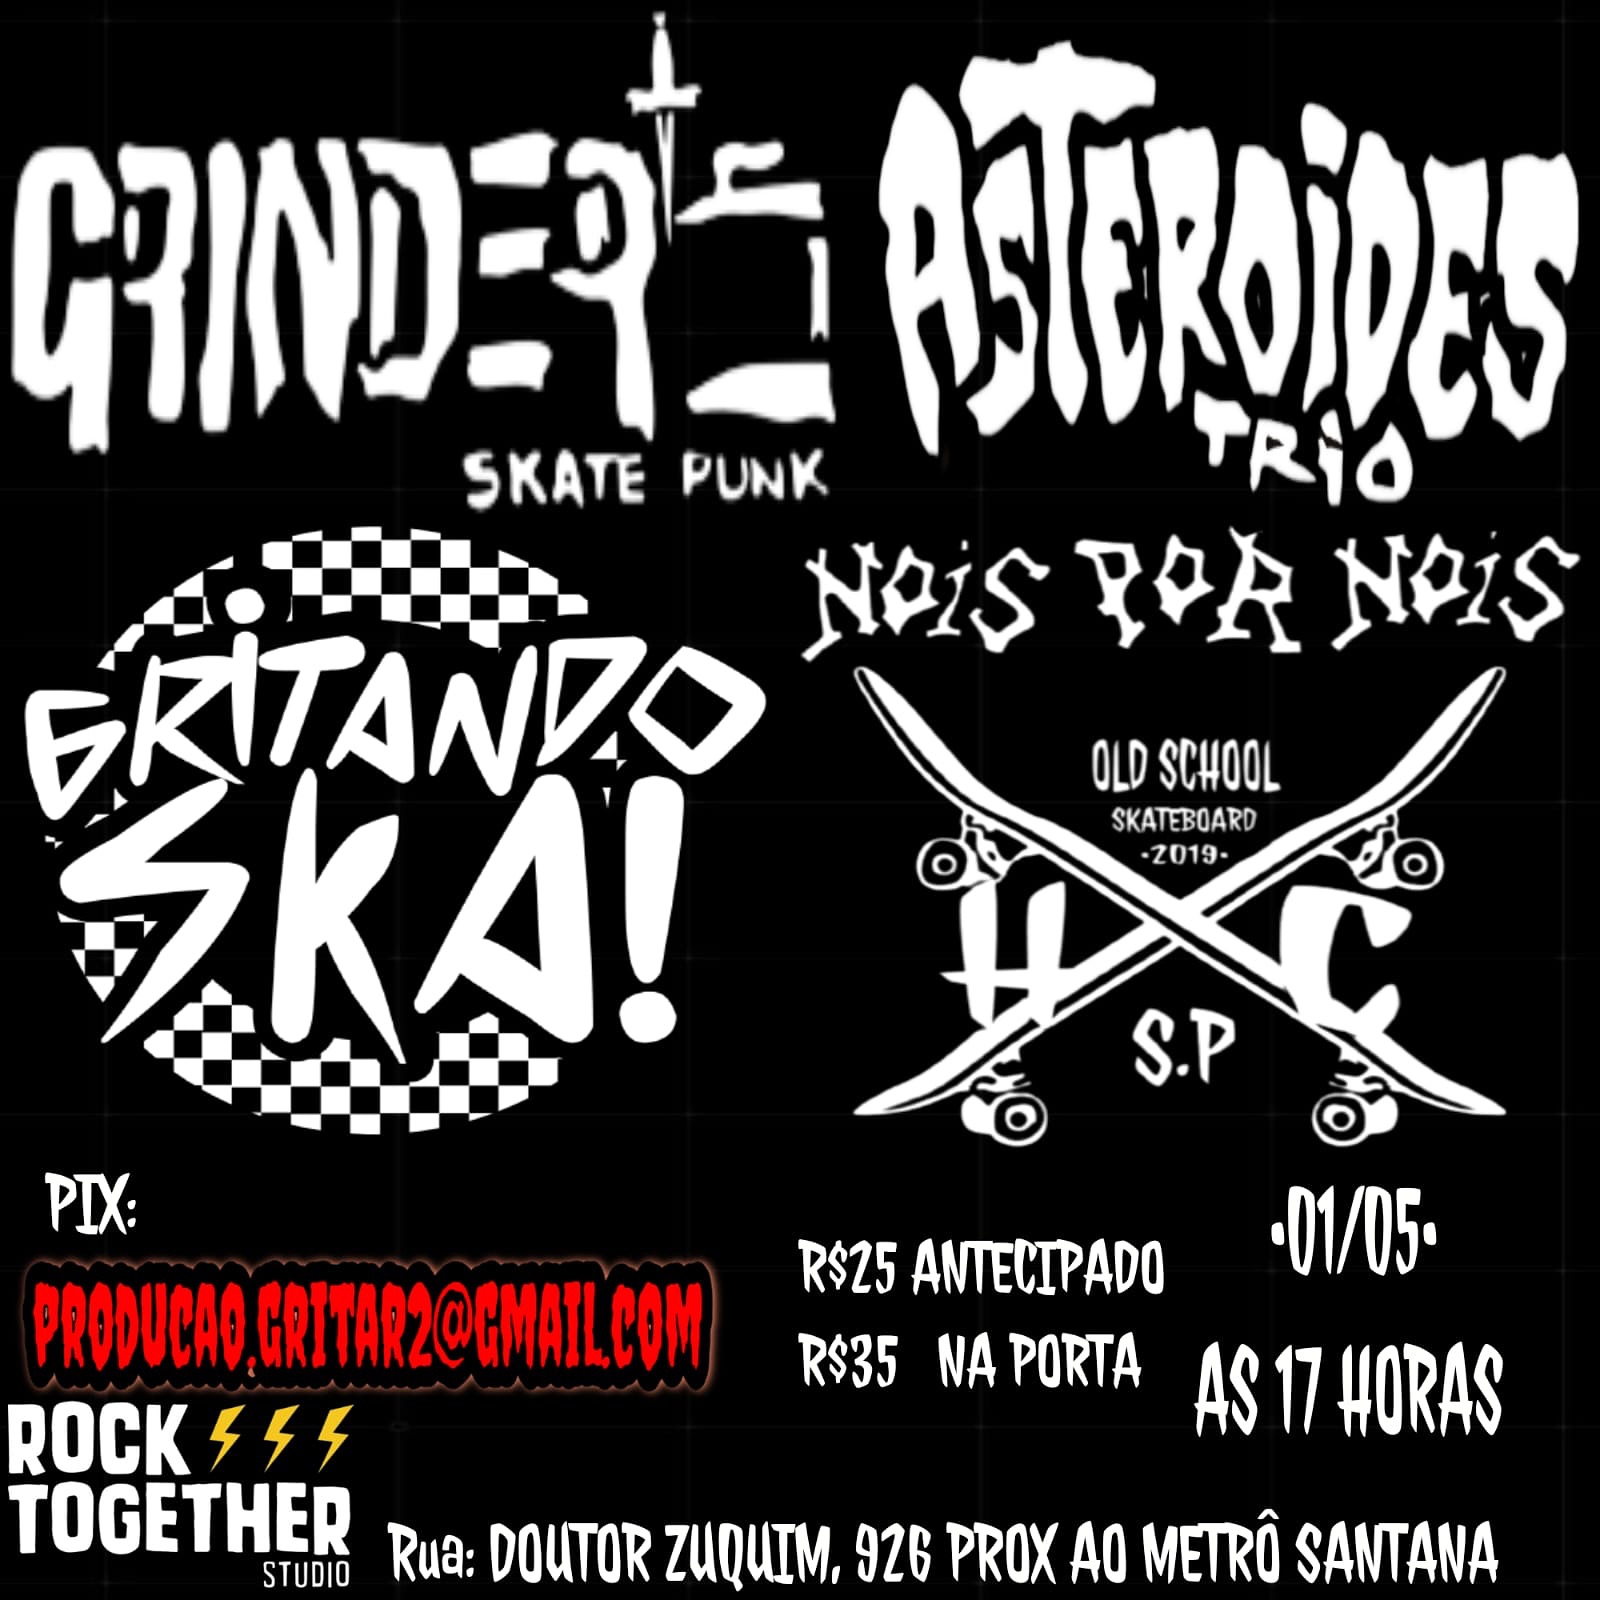 GRINDER'S
SKATE PUNK
ASTEROIDES
TRIO
GRITANDO
SKA!
NOIS POR NOIS
OLD SCHOOL
SKATEBOARD
·2019·
H C
S.P
PIX:
PRODUCAO.GRITAR2@GMAIL.COM
R$25 ANTECIPADO
R$35 NA PORTA
·01/05·
AS 17 HORAS
ROCK
TOGETHER
STUDIO
Rua: DOUTOR ZUQUIM, 926 PROX AO METRÔ SANTANA